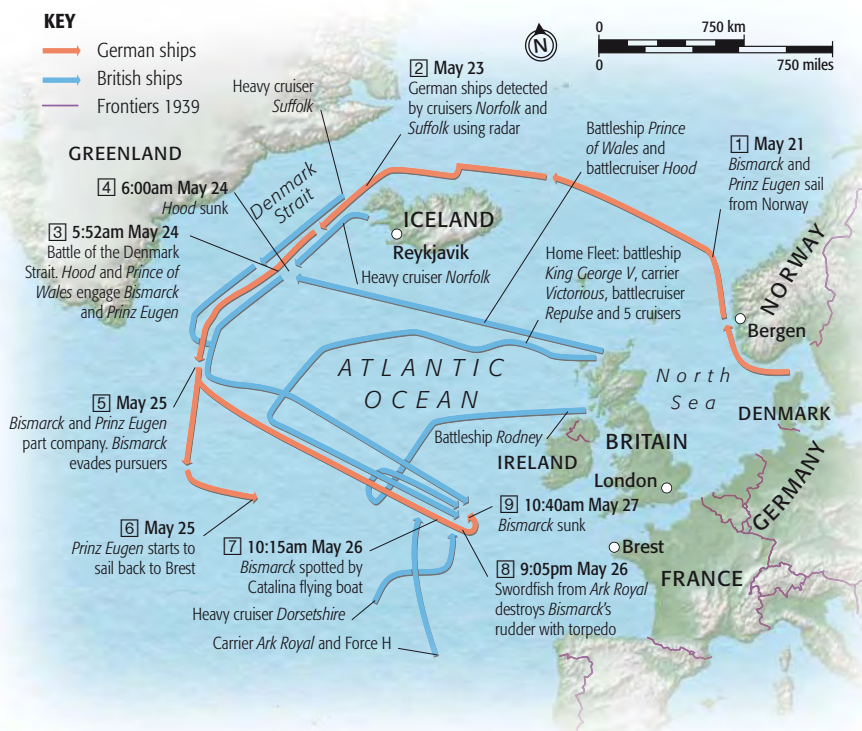 KEY
German ships
British ships
Frontiers 1939
N
0 750 km
0 750 miles
Heavy cruiser
Suffolk
2 May 23
German ships detected
by cruisers Norfolk and
Suffolk using radar
Battleship Prince
of Wales and
battlecruiser Hood
1 May 21
Bismarck and
Prinz Eugen sail
from Norway
GREENLAND
4 6:00am May 24
Hood sunk
Denmark
Strait
3 5:52am May 24
Battle of the Denmark
Strait. Hood and Prince of
Wales engage Bismarck
and Prinz Eugen
ICELAND
Reykjavik
Heavy cruiser Norfolk
Home Fleet: battleship
King George V, carrier
Victorious, battlecruiser
Repulse and 5 cruisers
NORWAY
Bergen
ATLANTIC
OCEAN
North
Sea
DENMARK
5 May 25
Bismarck and Prinz Eugen
part company. Bismarck
evades pursuers
Battleship Rodney
BRITAIN
IRELAND
London
GERMANY
6 May 25
Prinz Eugen starts to
sail back to Brest
9 10:40am May 27
Bismarck sunk
7 10:15am May 26
Bismarck spotted by
Catalina flying boat
Brest
FRANCE
8 9:05pm May 26
Swordfish from Ark Royal
destroys Bismarck's
rudder with torpedo
Heavy cruiser Dorsetshire
Carrier Ark Royal and Force H